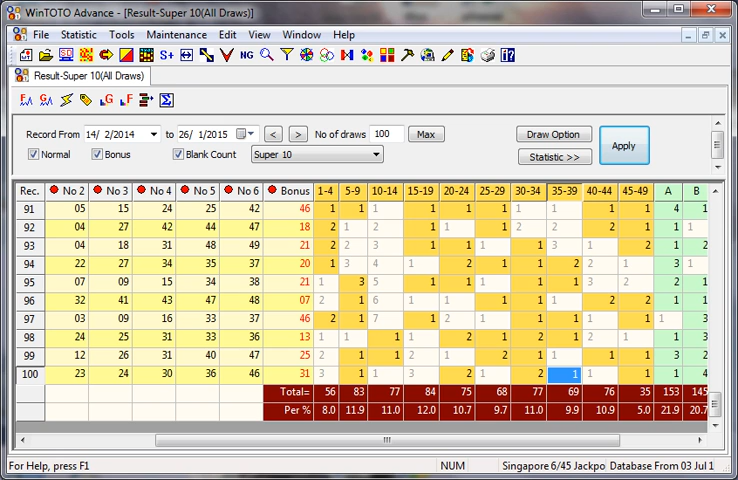 WinTOTO Advance - [Result-Super 10(All Draws)]
File Statistic Tools Maintenance Edit View Window Help
SD S+ NG
Result-Super 10(All Draws)
Record From 14/ 2/2014 to 26/ 1/2015 < > No of draws 100 Max Draw Option Apply
Normal Bonus Blank Count Super 10 Statistic >>
Rec. No 2 No 3 No 4 No 5 No 6 Bonus 1-4 5-9 10-14 15-19 20-24 25-29 30-34 35-39 40-44 45-49 A B
91 05 15 24 25 42 46 1 1 1 1 1 1 1 1 1 1 4 1
92 04 27 42 44 47 18 2 1 2 1 1 1 2 2 2 1 1 1
93 04 18 31 48 49 21 2 2 3 1 1 1 1 3 1 2 1 2
94 22 27 34 35 37 20 1 3 4 1 2 1 1 2 2 1 3 1
95 07 09 15 34 38 21 1 3 5 1 1 1 1 1 3 2 2 1
96 32 41 43 47 48 07 2 1 6 1 1 1 1 1 2 2 1 1
97 03 09 16 33 37 46 2 1 7 1 2 1 1 1 1 1 1 3
98 24 25 31 33 36 13 1 1 1 1 1 2 1 2 1 1 1 3
99 12 26 31 40 47 25 2 1 1 2 1 2 1 1 1 1 3 2
100 23 24 30 36 46 31 3 1 1 3 2 1 2 1 1 1 1 4
Total= 56 83 77 84 75 68 77 69 76 35 153 145
Per % 8.0 11.9 11.0 12.0 10.7 9.7 11.0 9.9 10.9 5.0 21.9 20.7
For Help, press F1 NUM Singapore 6/45 Jackpo Database From 03 Jul 1